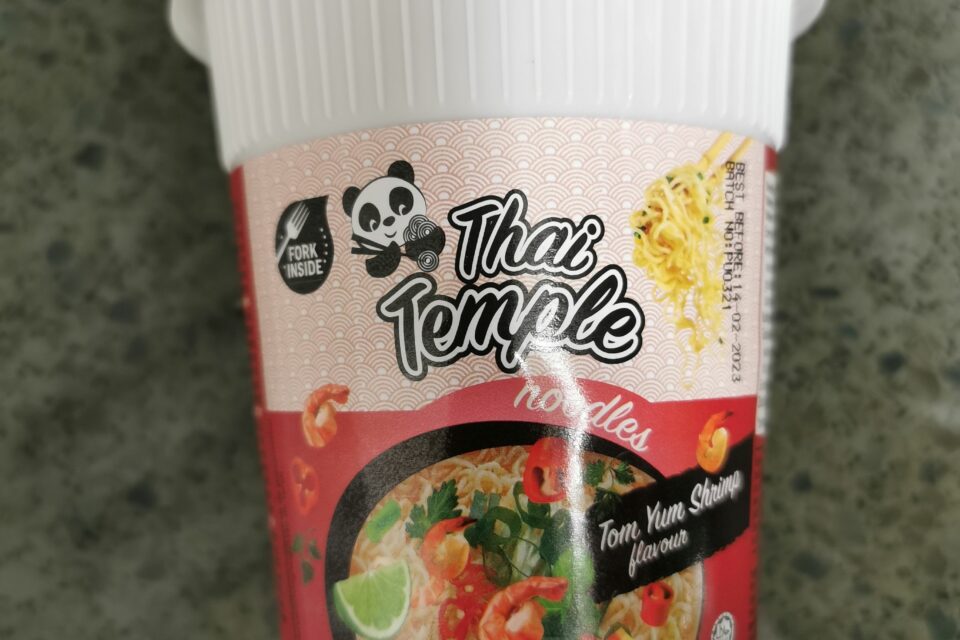 FORK
INSIDE
Thai
Temple
noodles
Tom Yum Shrimp
flavour
BEST BEFORE:14-02-2023
BATCH NO:P00321